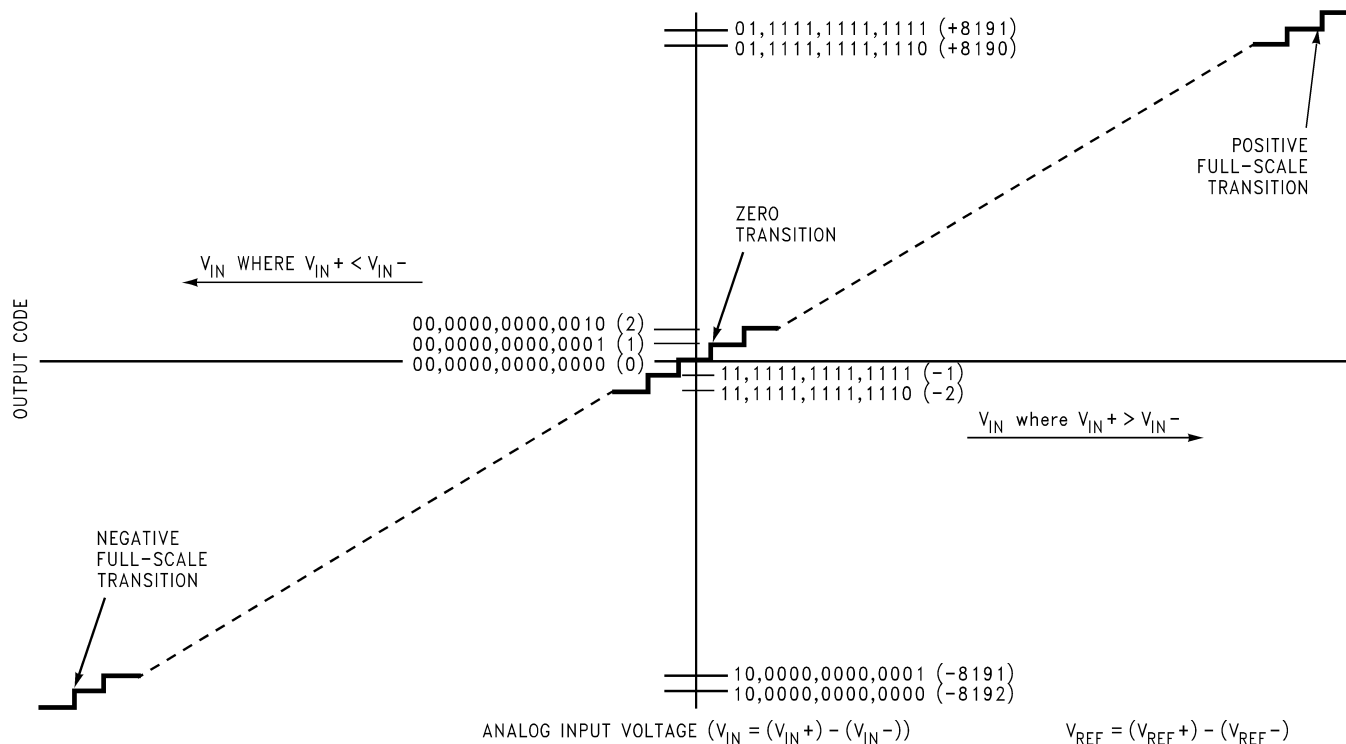 01,1111,1111,1111 (+8191)
01,1111,1111,1110 (+8190)
POSITIVE
FULL-SCALE
TRANSITION
ZERO
TRANSITION
V_IN WHERE V_IN+ < V_IN-
OUTPUT CODE
00,0000,0000,0010 (2)
00,0000,0000,0001 (1)
00,0000,0000,0000 (0)
11,1111,1111,1111 (-1)
11,1111,1111,1110 (-2)
V_IN where V_IN+ > V_IN-
NEGATIVE
FULL-SCALE
TRANSITION
10,0000,0000,0001 (-8191)
10,0000,0000,0000 (-8192)
ANALOG INPUT VOLTAGE (V_IN = (V_IN+) - (V_IN-))
V_REF = (V_REF+) - (V_REF-)